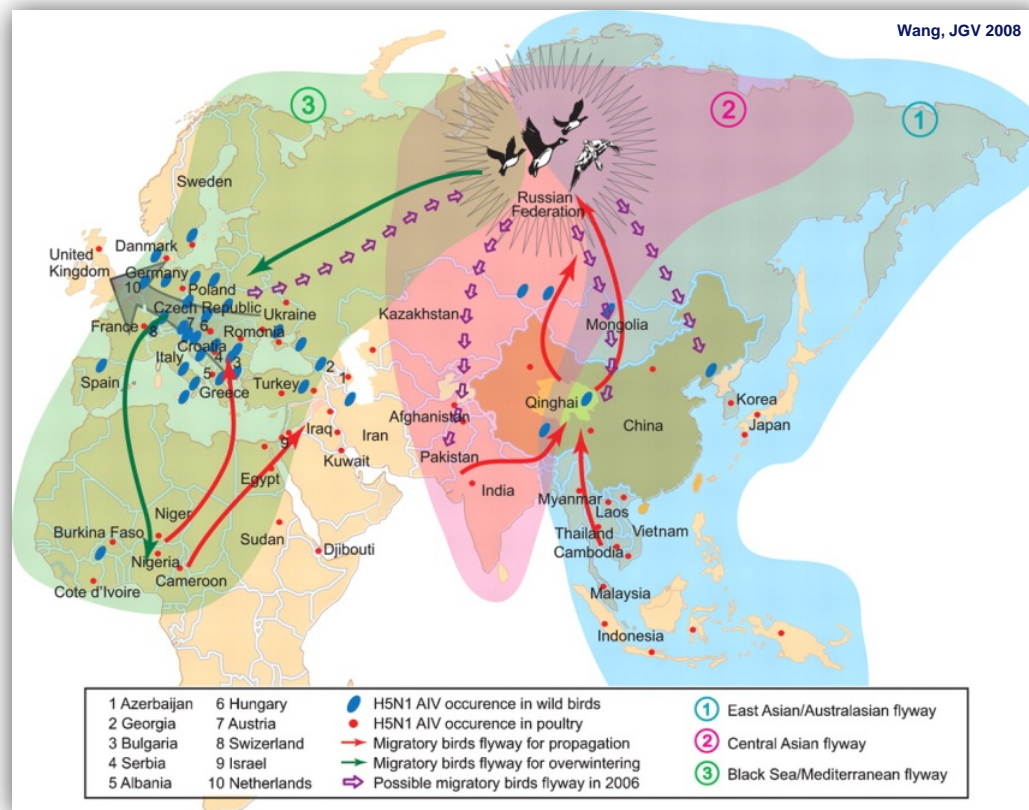 Wang, JGV 2008
3
2
1
Sweden
Russian
Federation
Danmark
United
Kingdom
Germany
10
Poland
Czech Republic
Ukraine
Kazakhstan
Mongolia
France
8
7
6
Romonia
Croatia
Italy
4
3
2
1
5
Spain
Greece
Turkey
Qinghai
Korea
Japan
China
Afghanistan
Iraq
Iran
9
Kuwait
Pakistan
Egypt
India
Myanmar
Laos
Niger
Burkina Faso
Sudan
Thailand
Vietnam
Nigeria
Djibouti
Cambodia
Cameroon
Cote d'Ivoire
Malaysia
Indonesia
1 Azerbaijan
2 Georgia
3 Bulgaria
4 Serbia
5 Albania
6 Hungary
7 Austria
8 Swizerland
9 Israel
10 Netherlands
H5N1 AIV occurence in wild birds
H5N1 AIV occurence in poultry
Migratory birds flyway for propagation
Migratory birds flyway for overwintering
Possible migratory birds flyway in 2006
1 East Asian/Australasian flyway
2 Central Asian flyway
3 Black Sea/Mediterranean flyway